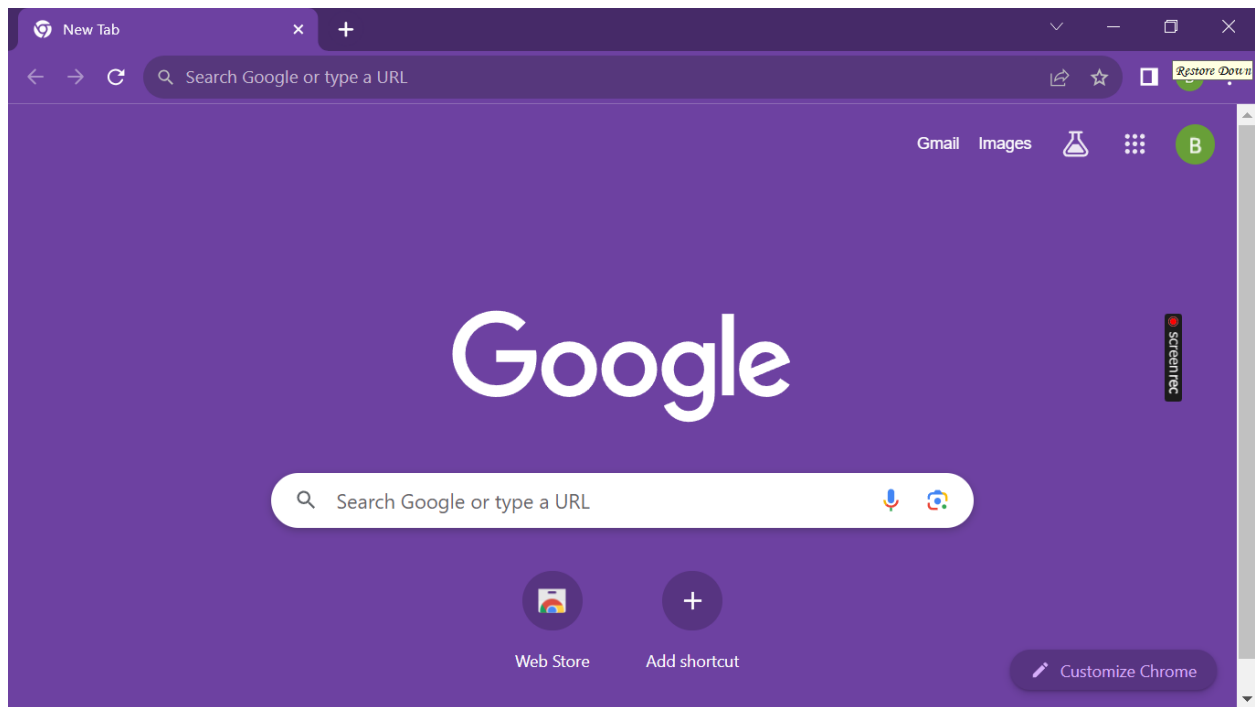 New Tab
Search Google or type a URL
Restore Down
Gmail Images B
Google
screenrec
Search Google or type a URL
Web Store Add shortcut
Customize Chrome